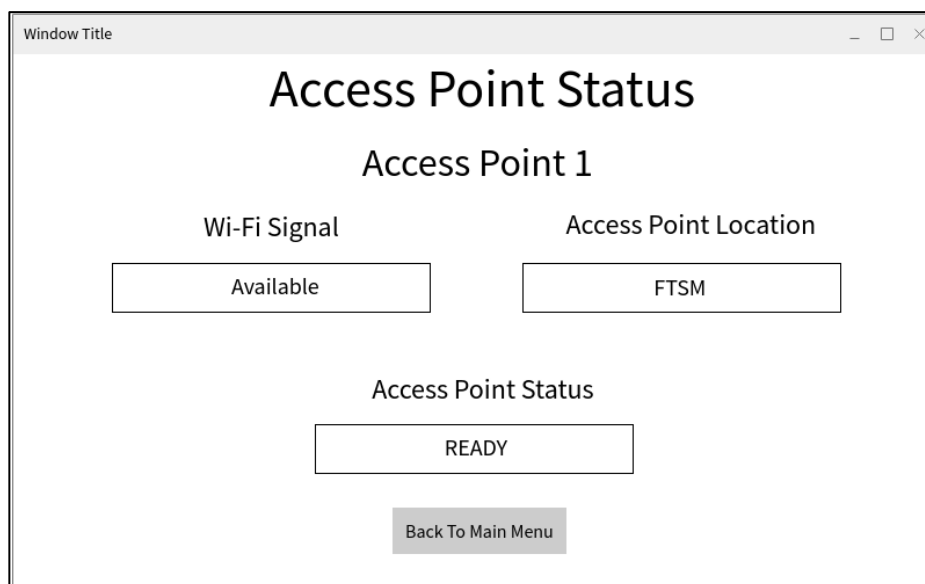 Window Title
Access Point Status
Access Point 1
Wi-Fi Signal
Access Point Location
Available
FTSM
Access Point Status
READY
Back To Main Menu